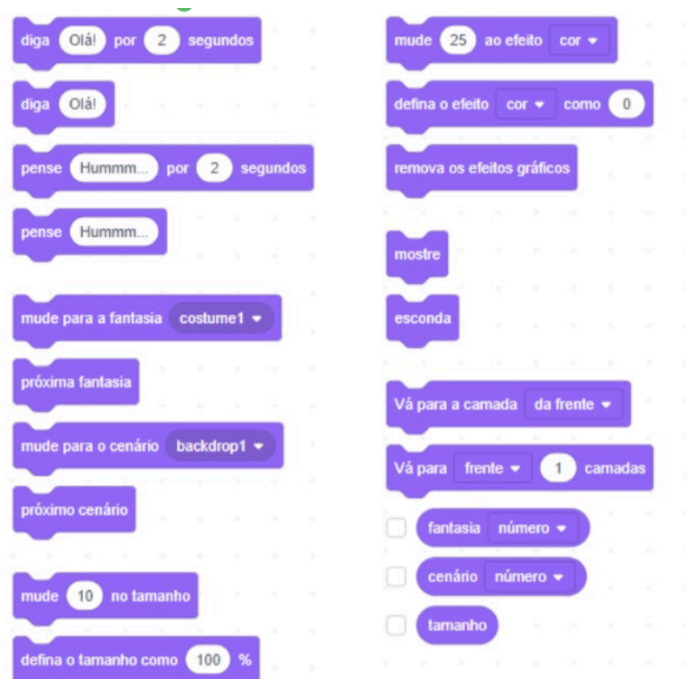 diga Olá! por 2 segundos
diga Olá!
pense Hummm... por 2 segundos
pense Hummm...
mude para a fantasia costume1
próxima fantasia
mude para o cenário backdrop1
próximo cenário
mude 10 no tamanho
defina o tamanho como 100 %
mude 25 ao efeito cor
defina o efeito cor como 0
remova os efeitos gráficos
mostre
esconda
Vá para a camada da frente
Vá para frente 1 camadas
fantasia número
cenário número
tamanho